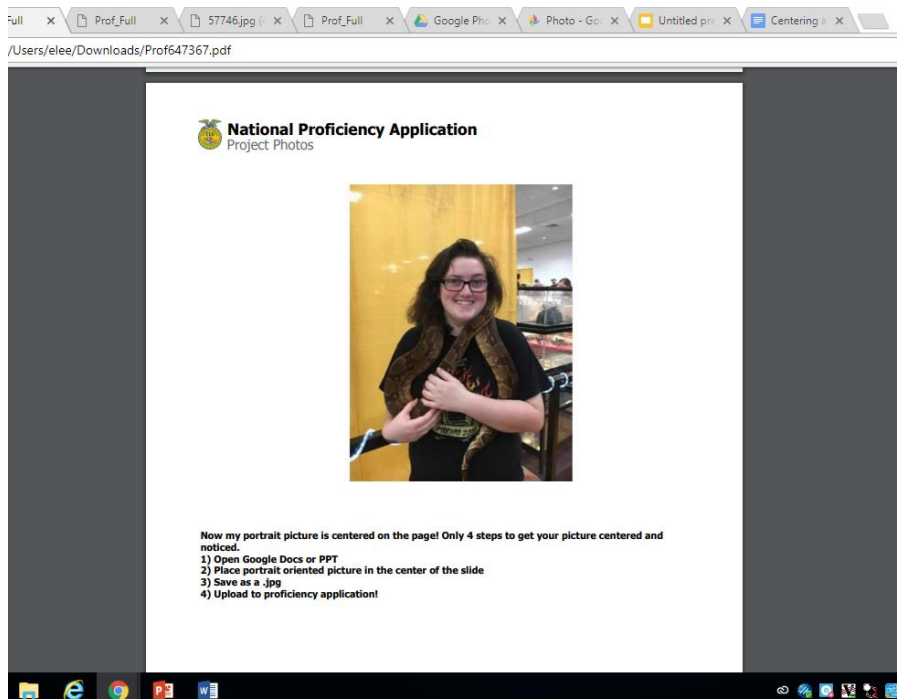 Full
Prof_Full
57746.jpg (
Prof_Full
Google Pho
Photo - Go
Untitled pre
Centering a
/Users/elee/Downloads/Prof647367.pdf
National Proficiency Application
Project Photos
Now my portrait picture is centered on the page! Only 4 steps to get your picture centered and
noticed.
1) Open Google Docs or PPT
2) Place portrait oriented picture in the center of the slide
3) Save as a .jpg
4) Upload to proficiency application!